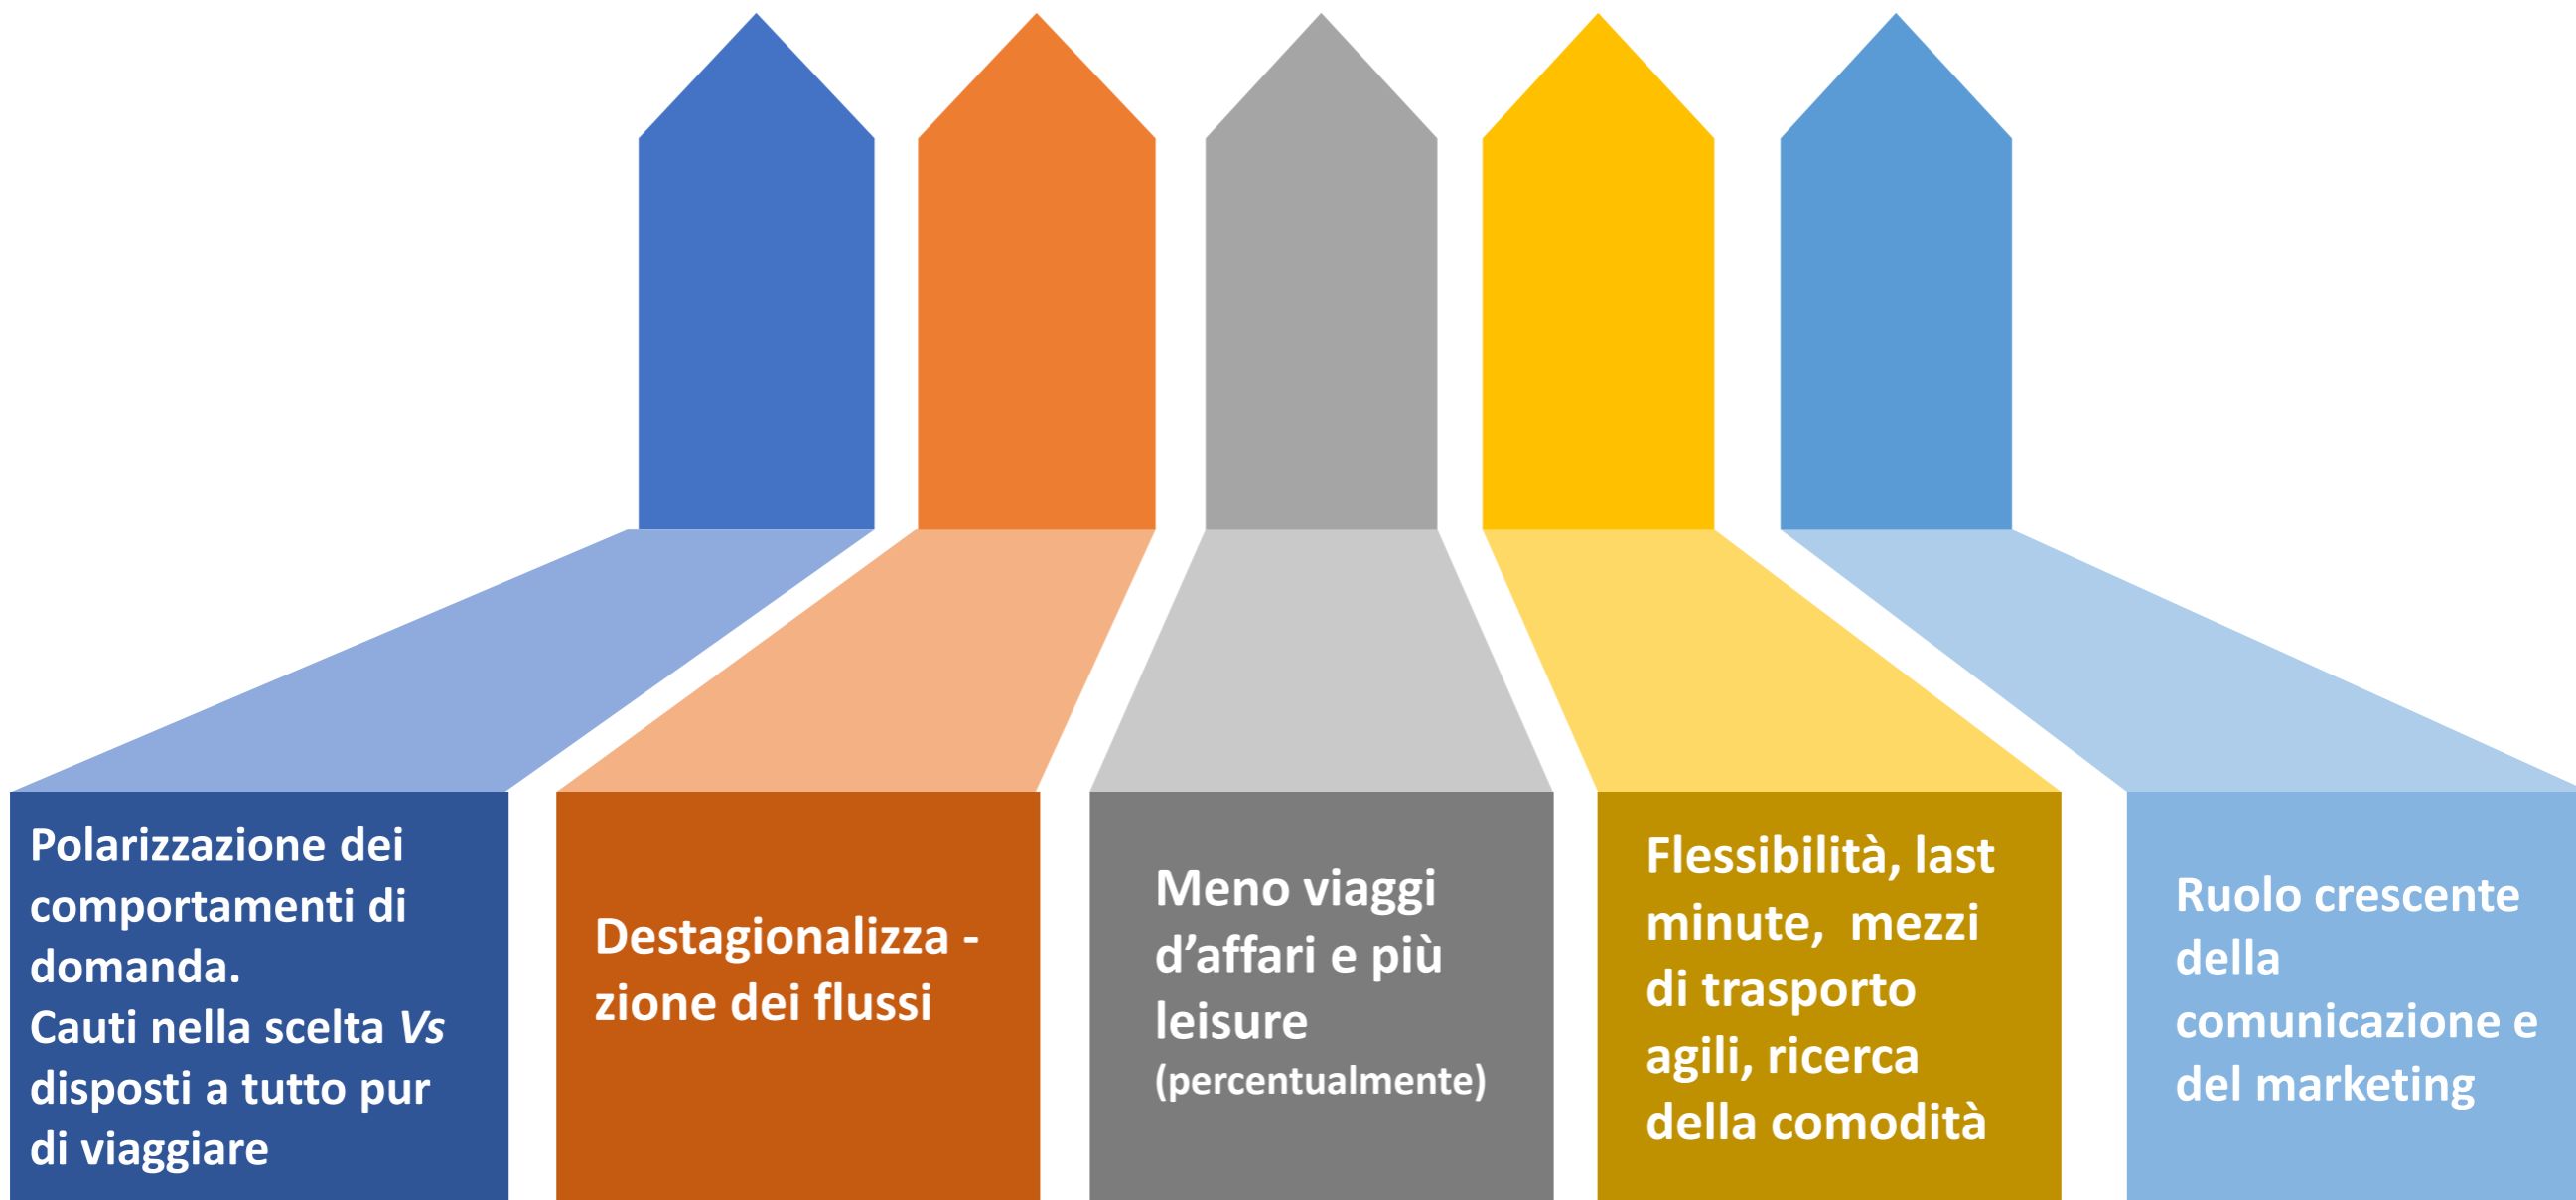 Polarizzazione dei
comportamenti di
domanda.
Cauti nella scelta Vs
disposti a tutto pur
di viaggiare
Destagionalizza -
zione dei flussi
Meno viaggi
d’affari e più
leisure
(percentualmente)
Flessibilità, last
minute,  mezzi
di trasporto
agili, ricerca
della comodità
Ruolo crescente
della
comunicazione e
del marketing